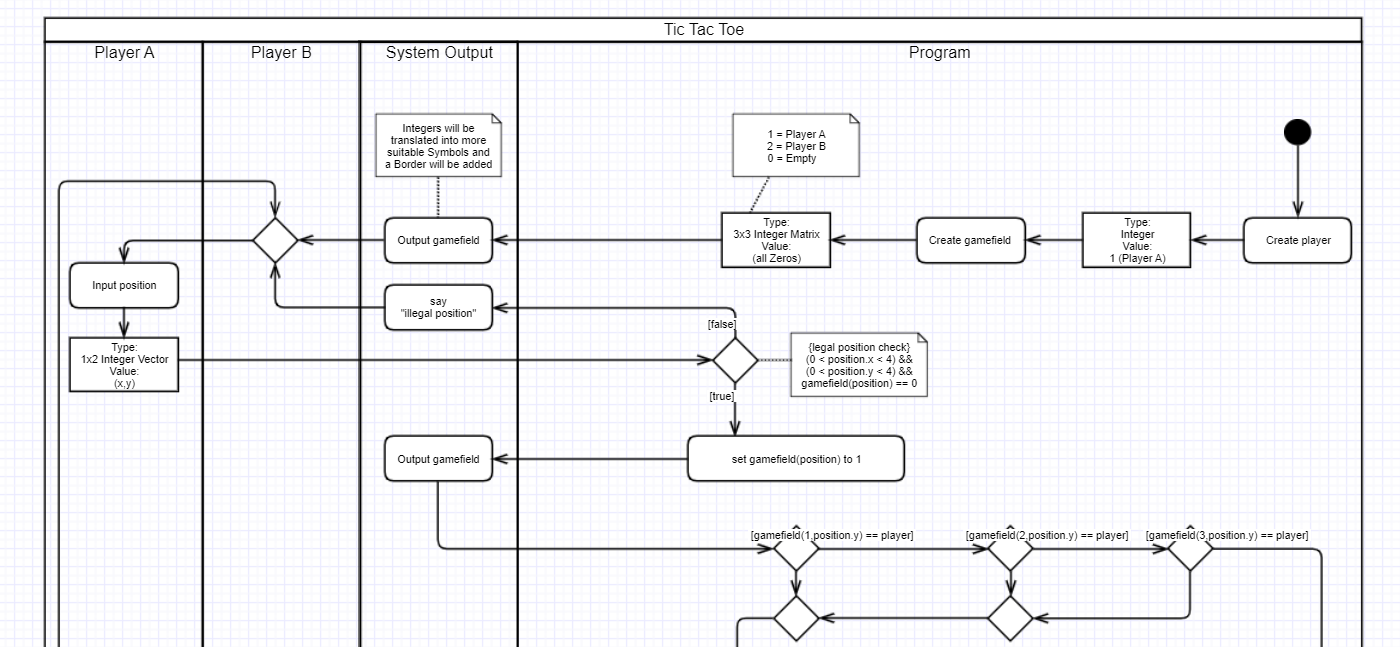 Tic Tac Toe
Player A
Player B
System Output
Program
Integers will be
translated into more
suitable Symbols and
a Border will be added
1 = Player A
2 = Player B
0 = Empty
Output gamefield
Type:
3x3 Integer Matrix
Value:
(all Zeros)
Create gamefield
Type:
Integer
Value:
1 (Player A)
Create player
Input position
say
"illegal position"
[false]
Type:
1x2 Integer Vector
Value:
(x,y)
{legal position check}
(0 < position.x < 4) &&
(0 < position.y < 4) &&
gamefield(position) == 0
[true]
Output gamefield
set gamefield(position) to 1
[gamefield(1,position.y) == player]
[gamefield(2,position.y) == player]
[gamefield(3,position.y) == player]